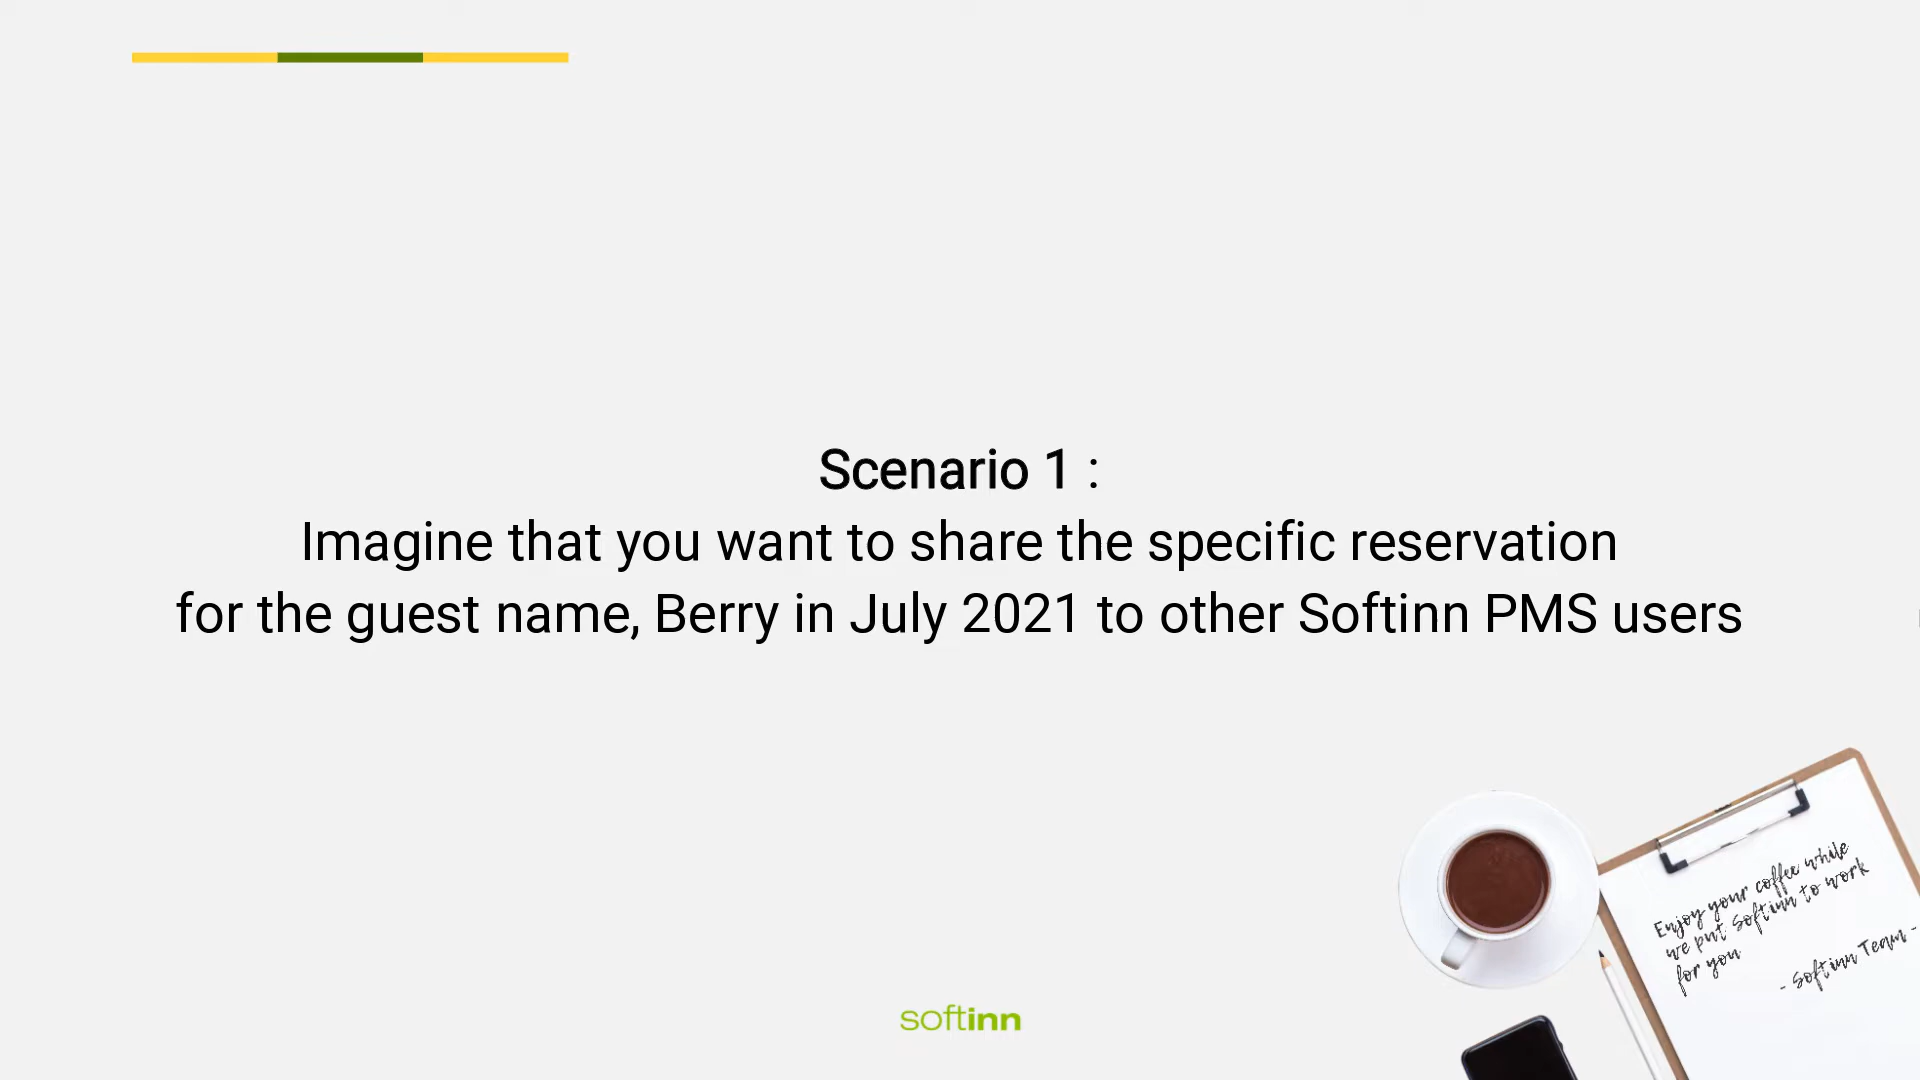 Scenario 1 :
Imagine that you want to share the specific reservation
for the guest name, Berry in July 2021 to other Softinn PMS users
Enjoy your coffee while
we put Softinn to work
for you
- Softinn Team -
softinn